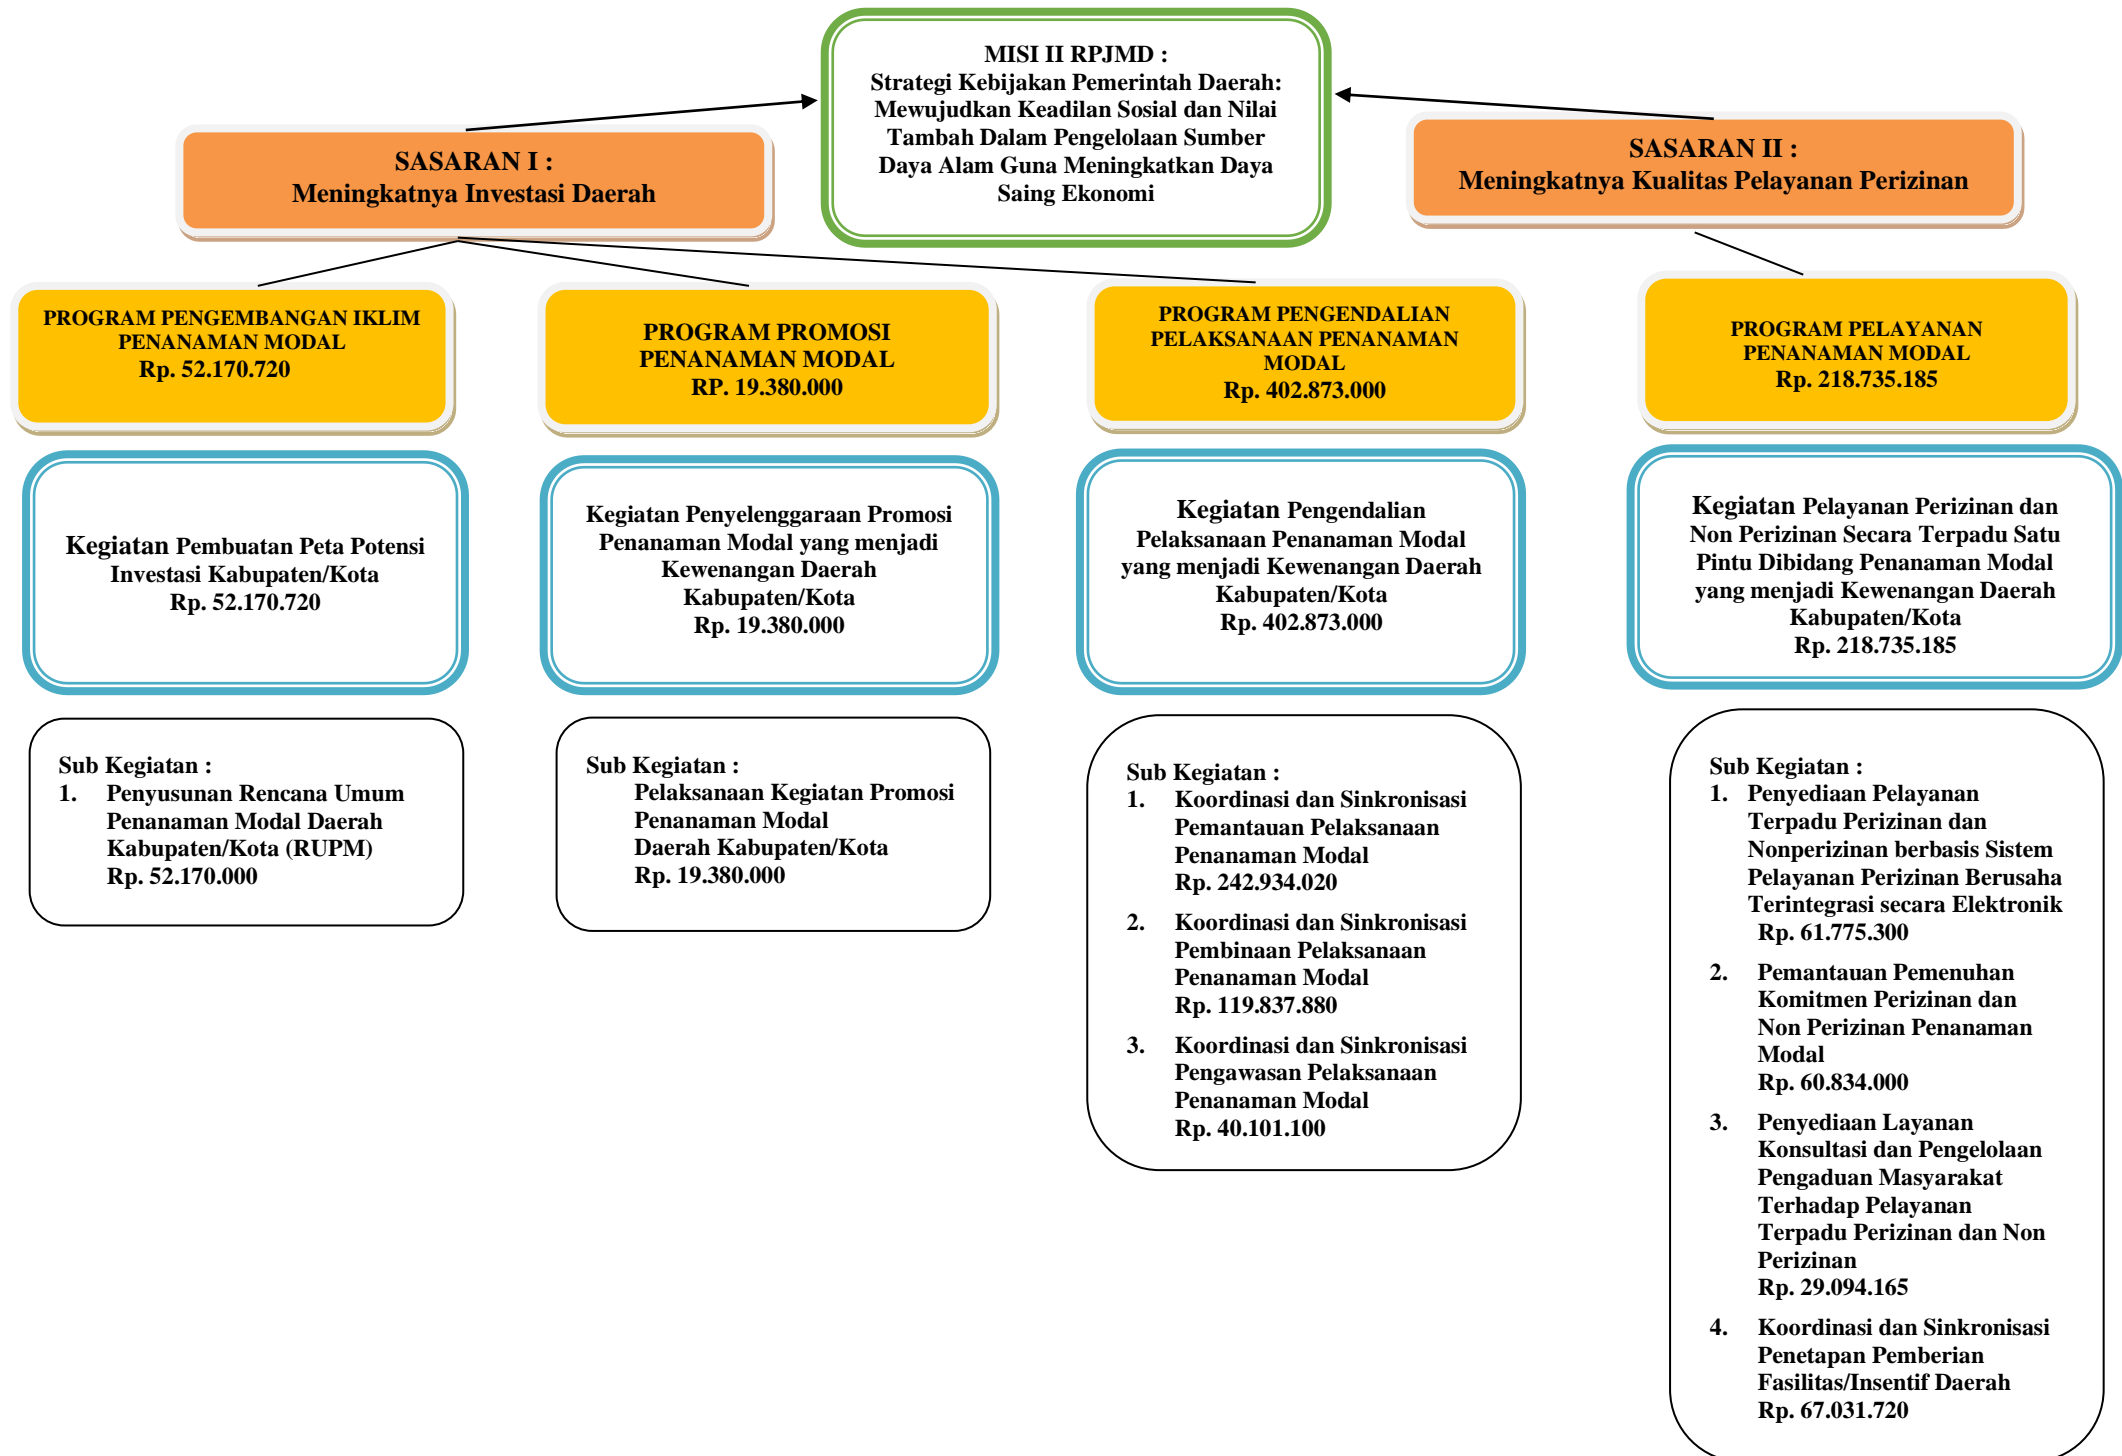 MISI II RPJMD :
Strategi Kebijakan Pemerintah Daerah:
Mewujudkan Keadilan Sosial dan Nilai
Tambah Dalam Pengelolaan Sumber
Daya Alam Guna Meningkatkan Daya
Saing Ekonomi
SASARAN I :
Meningkatnya Investasi Daerah
SASARAN II :
Meningkatnya Kualitas Pelayanan Perizinan
PROGRAM PENGEMBANGAN IKLIM
PENANAMAN MODAL
Rp. 52.170.720
PROGRAM PROMOSI
PENANAMAN MODAL
RP. 19.380.000
PROGRAM PENGENDALIAN
PELAKSANAAN PENANAMAN
MODAL
Rp. 402.873.000
PROGRAM PELAYANAN
PENANAMAN MODAL
Rp. 218.735.185
Kegiatan Pembuatan Peta Potensi
Investasi Kabupaten/Kota
Rp. 52.170.720
Kegiatan Penyelenggaraan Promosi
Penanaman Modal yang menjadi
Kewenangan Daerah
Kabupaten/Kota
Rp. 19.380.000
Kegiatan Pengendalian
Pelaksanaan Penanaman Modal
yang menjadi Kewenangan Daerah
Kabupaten/Kota
Rp. 402.873.000
Kegiatan Pelayanan Perizinan dan
Non Perizinan Secara Terpadu Satu
Pintu Dibidang Penanaman Modal
yang menjadi Kewenangan Daerah
Kabupaten/Kota
Rp. 218.735.185
Sub Kegiatan :
1. Penyusunan Rencana Umum
Penanaman Modal Daerah
Kabupaten/Kota (RUPM)
Rp. 52.170.000
Sub Kegiatan :
Pelaksanaan Kegiatan Promosi
Penanaman Modal
Daerah Kabupaten/Kota
Rp. 19.380.000
Sub Kegiatan :
1. Koordinasi dan Sinkronisasi
Pemantauan Pelaksanaan
Penanaman Modal
Rp. 242.934.020
2. Koordinasi dan Sinkronisasi
Pembinaan Pelaksanaan
Penanaman Modal
Rp. 119.837.880
3. Koordinasi dan Sinkronisasi
Pengawasan Pelaksanaan
Penanaman Modal
Rp. 40.101.100
Sub Kegiatan :
1. Penyediaan Pelayanan
Terpadu Perizinan dan
Nonperizinan berbasis Sistem
Pelayanan Perizinan Berusaha
Terintegrasi secara Elektronik
Rp. 61.775.300
2. Pemantauan Pemenuhan
Komitmen Perizinan dan
Non Perizinan Penanaman
Modal
Rp. 60.834.000
3. Penyediaan Layanan
Konsultasi dan Pengelolaan
Pengaduan Masyarakat
Terhadap Pelayanan
Terpadu Perizinan dan Non
Perizinan
Rp. 29.094.165
4. Koordinasi dan Sinkronisasi
Penetapan Pemberian
Fasilitas/Insentif Daerah
Rp. 67.031.720